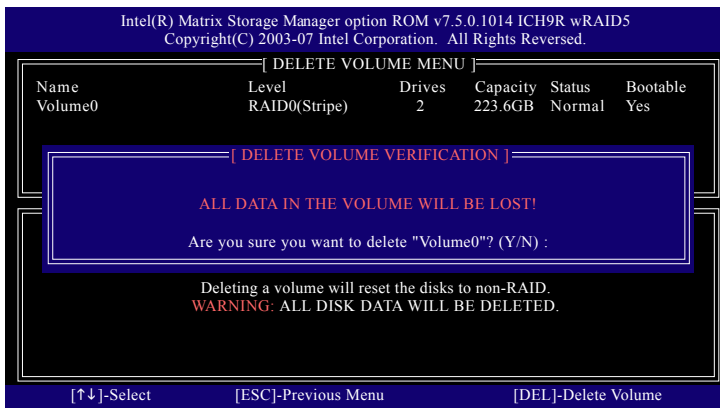 Intel(R) Matrix Storage Manager option ROM v7.5.0.1014 ICH9R wRAID5
Copyright(C) 2003-07 Intel Corporation. All Rights Reversed.
[ DELETE VOLUME MENU ]
Name Level Drives Capacity Status Bootable
Volume0 RAID0(Stripe) 2 223.6GB Normal Yes
[ DELETE VOLUME VERIFICATION ]
ALL DATA IN THE VOLUME WILL BE LOST!
Are you sure you want to delete "Volume0"? (Y/N) :
Deleting a volume will reset the disks to non-RAID.
WARNING: ALL DISK DATA WILL BE DELETED.
[↑↓]-Select [ESC]-Previous Menu [DEL]-Delete Volume